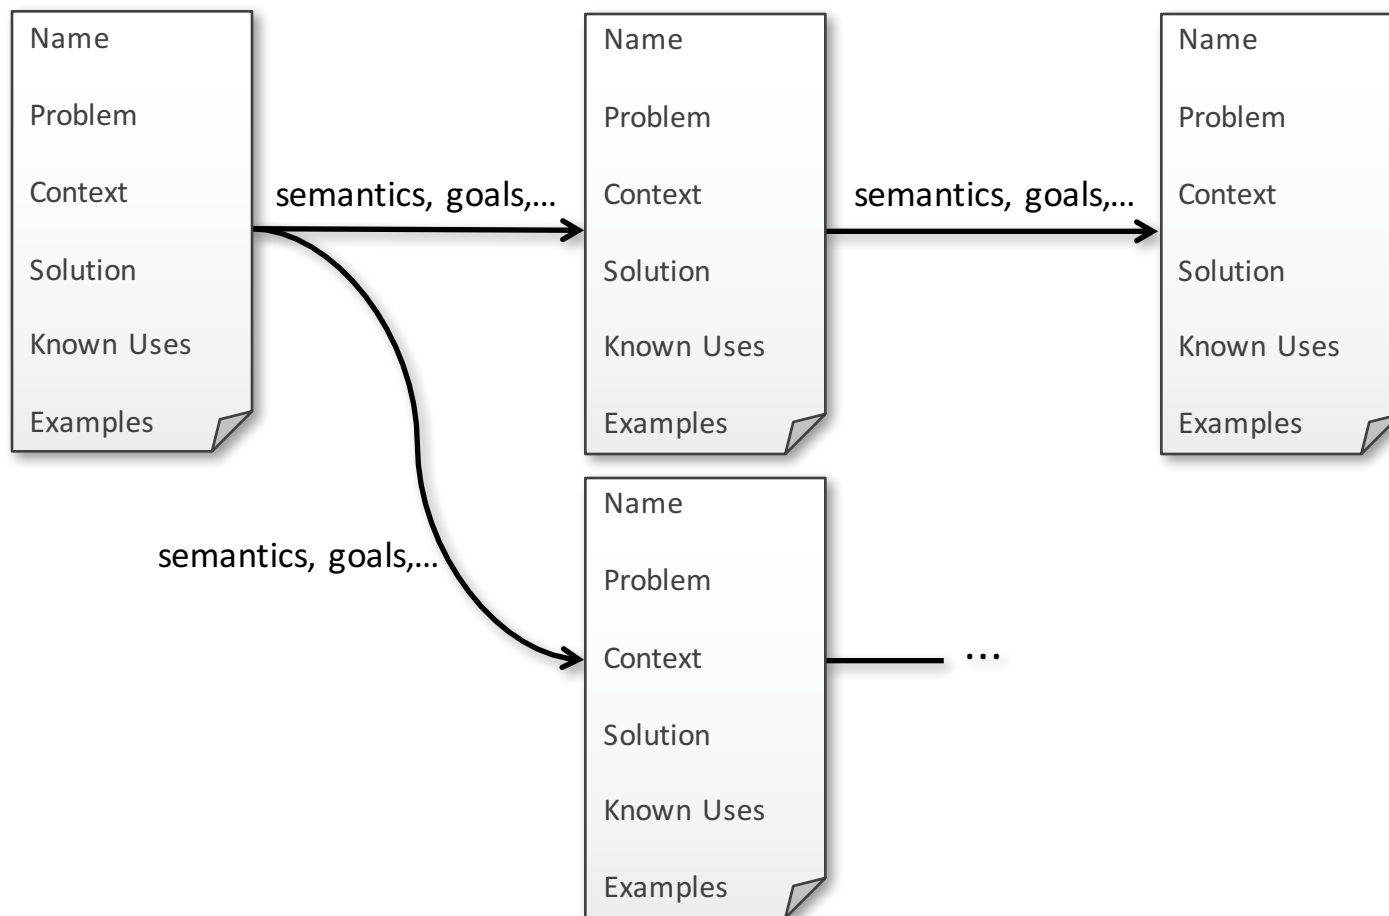 Name
Problem
Context
Solution
Known Uses
Examples
semantics, goals,...
Name
Problem
Context
Solution
Known Uses
Examples
semantics, goals,...
Name
Problem
Context
Solution
Known Uses
Examples
semantics, goals,...
Name
Problem
Context
Solution
Known Uses
Examples
...